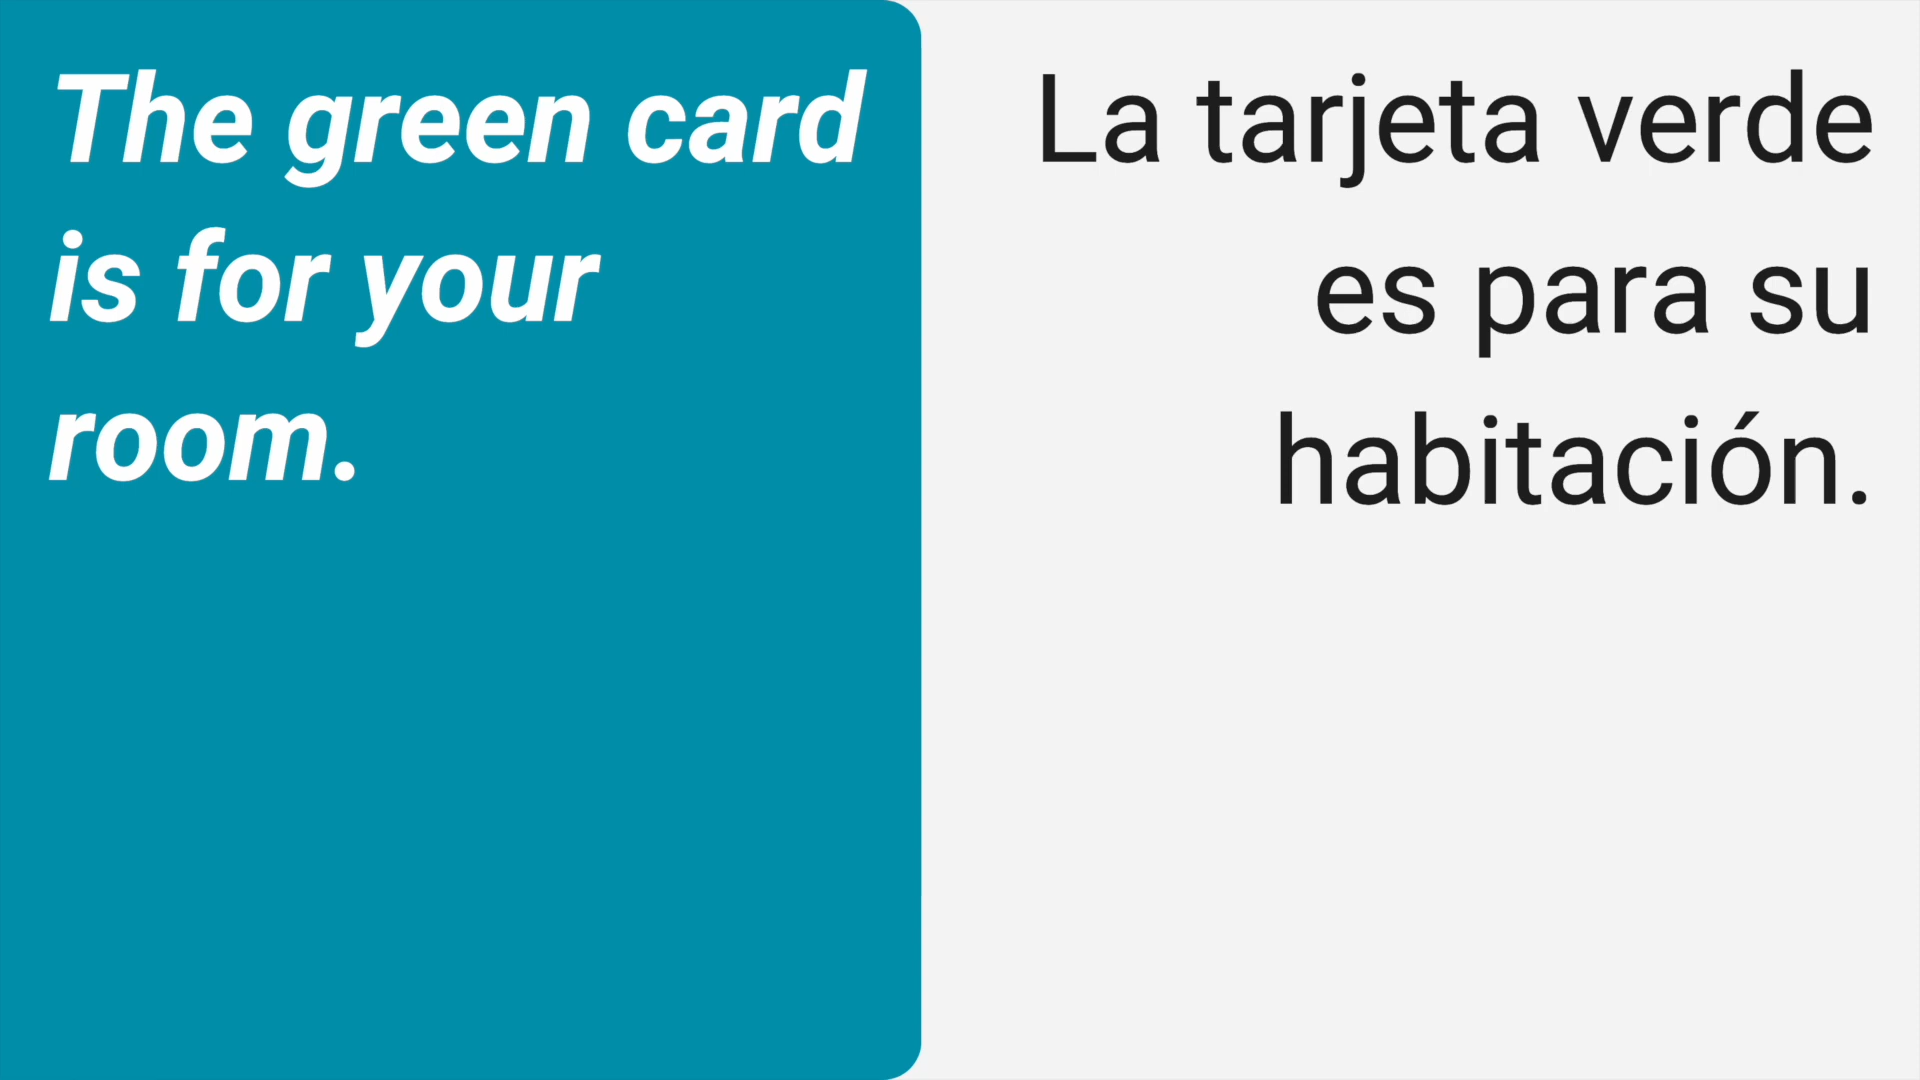 The green card
is for your
room.
La tarjeta verde
es para su
habitación.